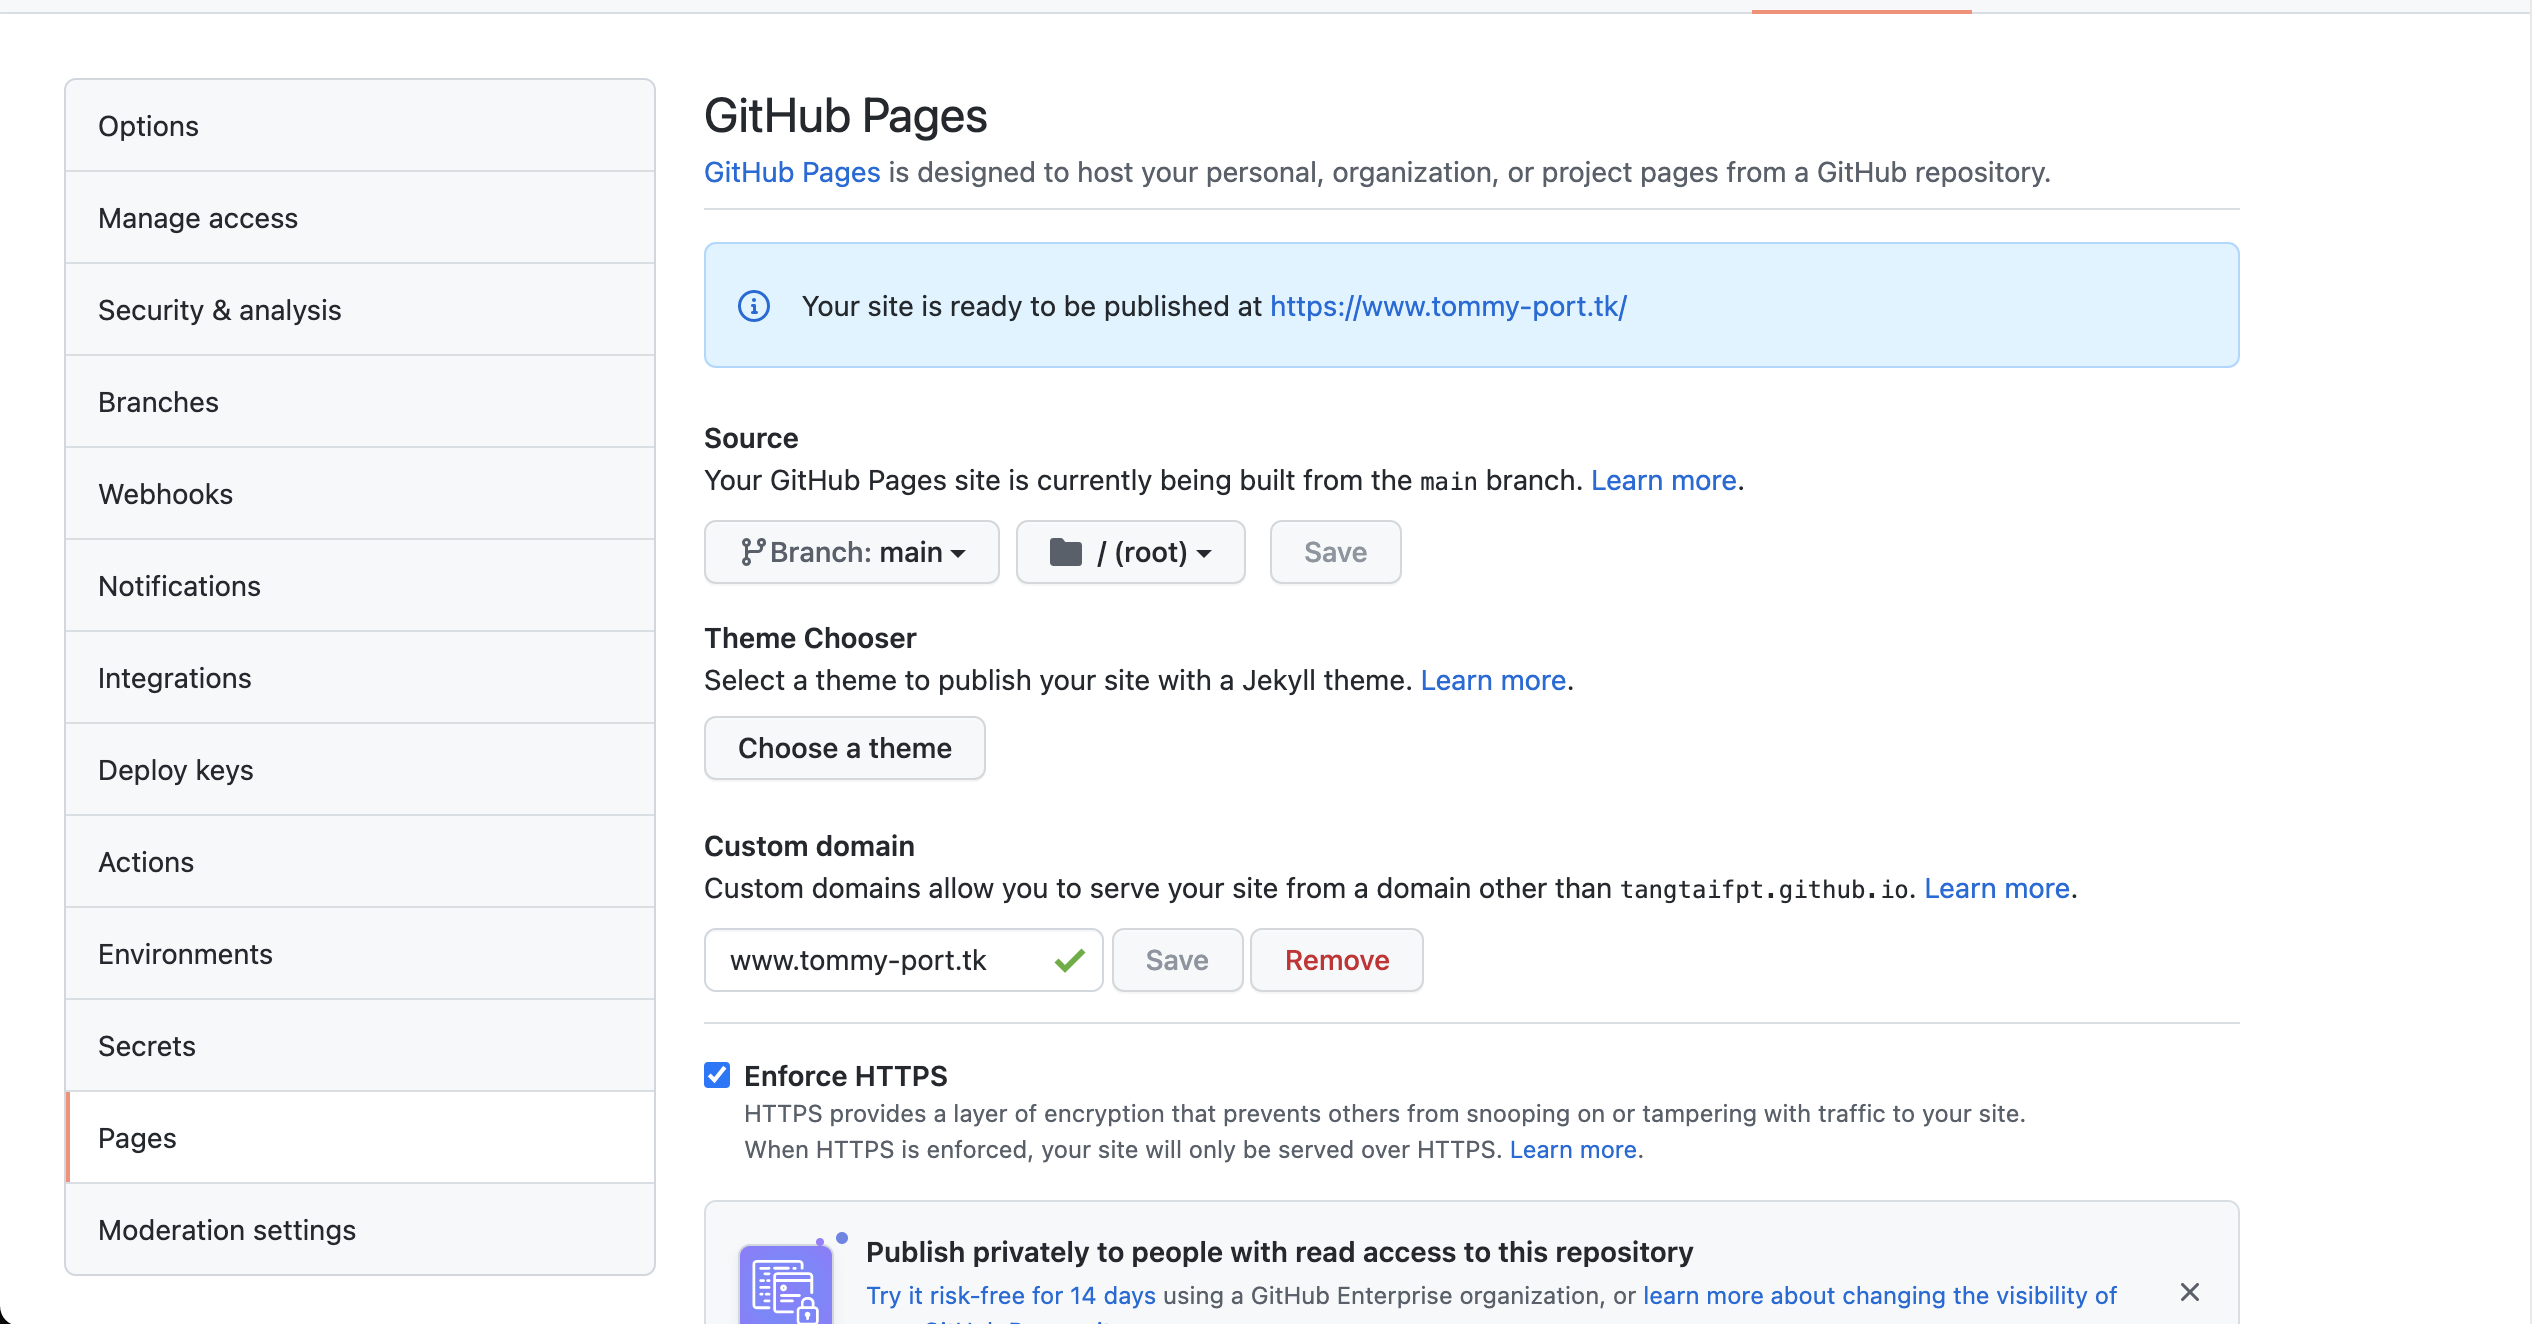 Options
Manage access
Security & analysis
Branches
Webhooks
Notifications
Integrations
Deploy keys
Actions
Environments
Secrets
Pages
Moderation settings
GitHub Pages
GitHub Pages is designed to host your personal, organization, or project pages from a GitHub repository.
Your site is ready to be published at https://www.tommy-port.tk/
Source
Your GitHub Pages site is currently being built from the main branch. Learn more.
Branch: main
/ (root)
Save
Theme Chooser
Select a theme to publish your site with a Jekyll theme. Learn more.
Choose a theme
Custom domain
Custom domains allow you to serve your site from a domain other than tangtaifpt.github.io. Learn more.
www.tommy-port.tk
Save
Remove
Enforce HTTPS
HTTPS provides a layer of encryption that prevents others from snooping on or tampering with traffic to your site.
When HTTPS is enforced, your site will only be served over HTTPS. Learn more.
Publish privately to people with read access to this repository
Try it risk-free for 14 days using a GitHub Enterprise organization, or learn more about changing the visibility of